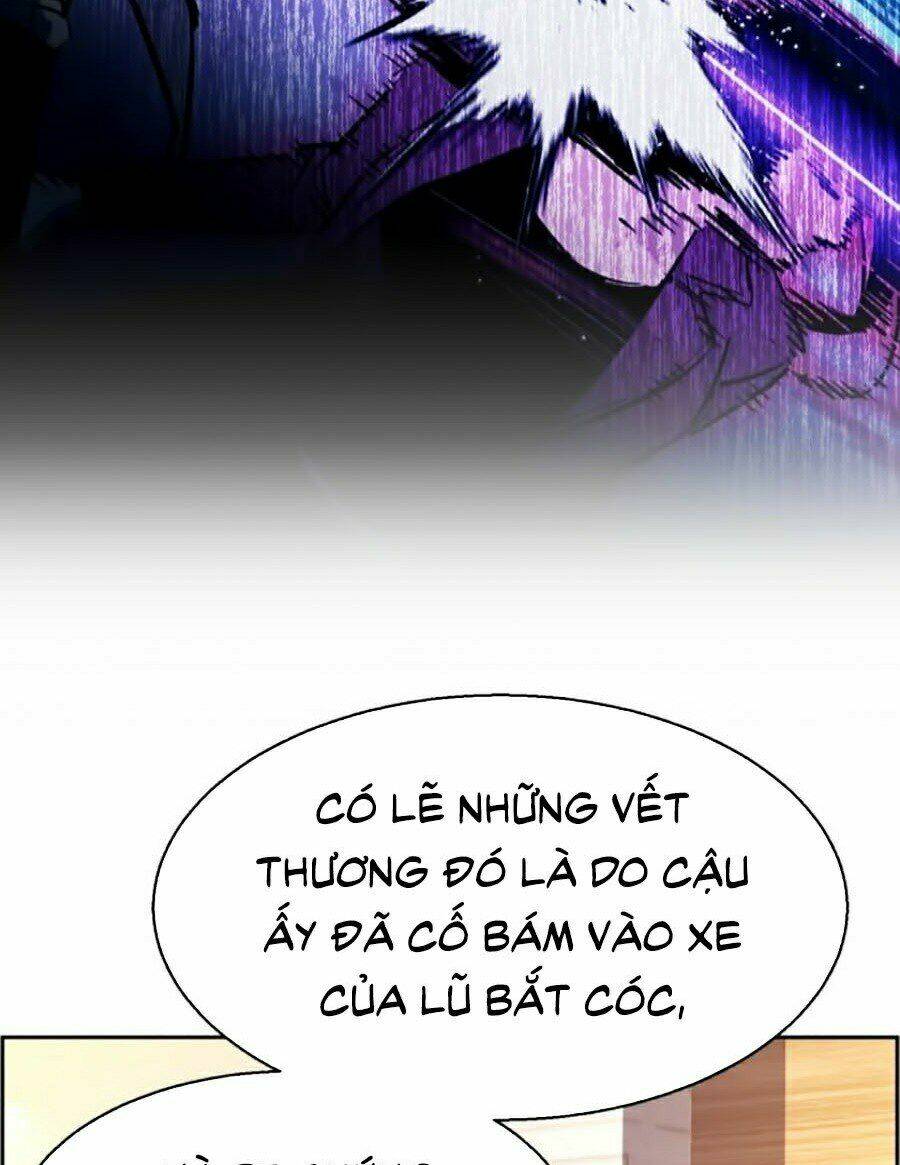 CÓ LẼ NHỮNG VẾT
THƯƠNG ĐÓ LÀ DO CẬU
ẤY ĐÃ CỐ BÁM VÀO XE
CỦA LŨ BẮT CÓC,